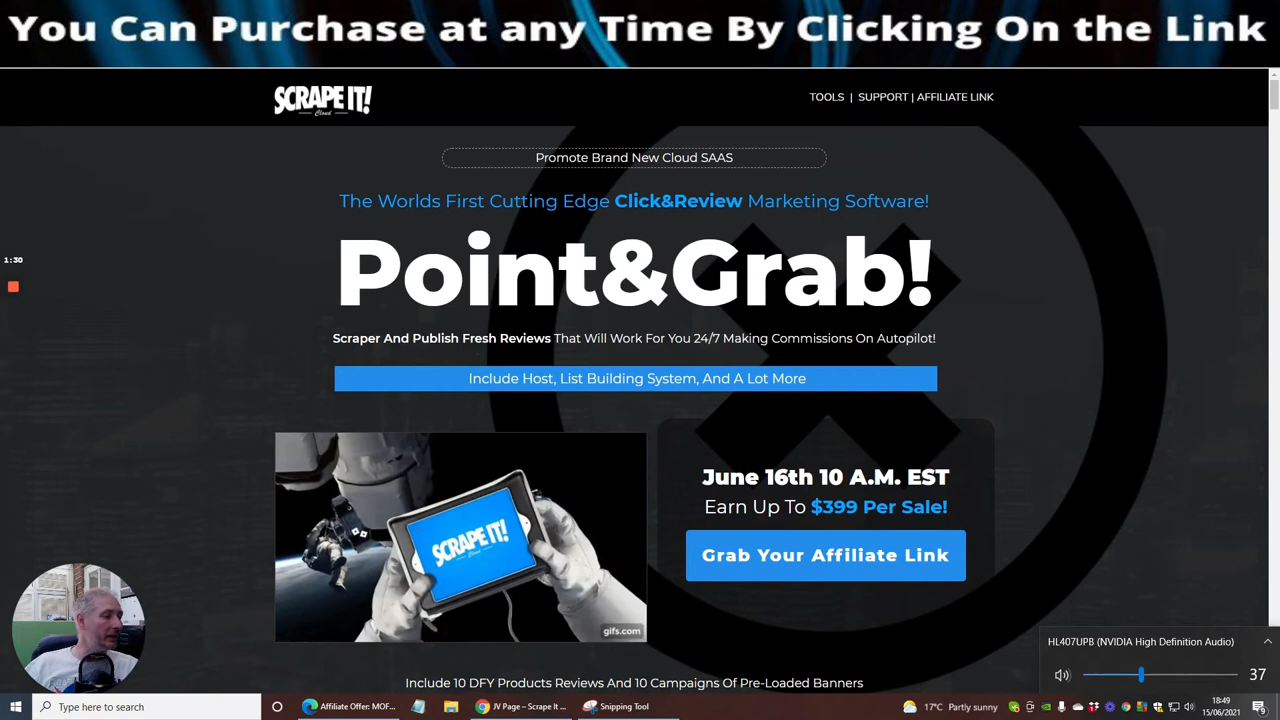 You Can Purchase at any Time By Clicking On the Link
SCRAPE IT!
Cloud
TOOLS | SUPPORT | AFFILIATE LINK
Promote Brand New Cloud SAAS
The Worlds First Cutting Edge Click&Review Marketing Software!
1:30
Point&Grab!
Scraper And Publish Fresh Reviews That Will Work For You 24/7 Making Commissions On Autopilot!
Include Host, List Building System, And A Lot More
June 16th 10 A.M. EST
Earn Up To $399 Per Sale!
Grab Your Affiliate Link
SCRAPE IT!
Cloud
gifs.com
HL407UPB (NVIDIA High Definition Audio)
37
Include 10 DFY Products Reviews And 10 Campaigns Of Pre-Loaded Banners
Type here to search
Affiliate Offer: MOF...
JV Page – Scrape It ...
Snipping Tool
17°C Partly sunny
18:49
15/06/2021